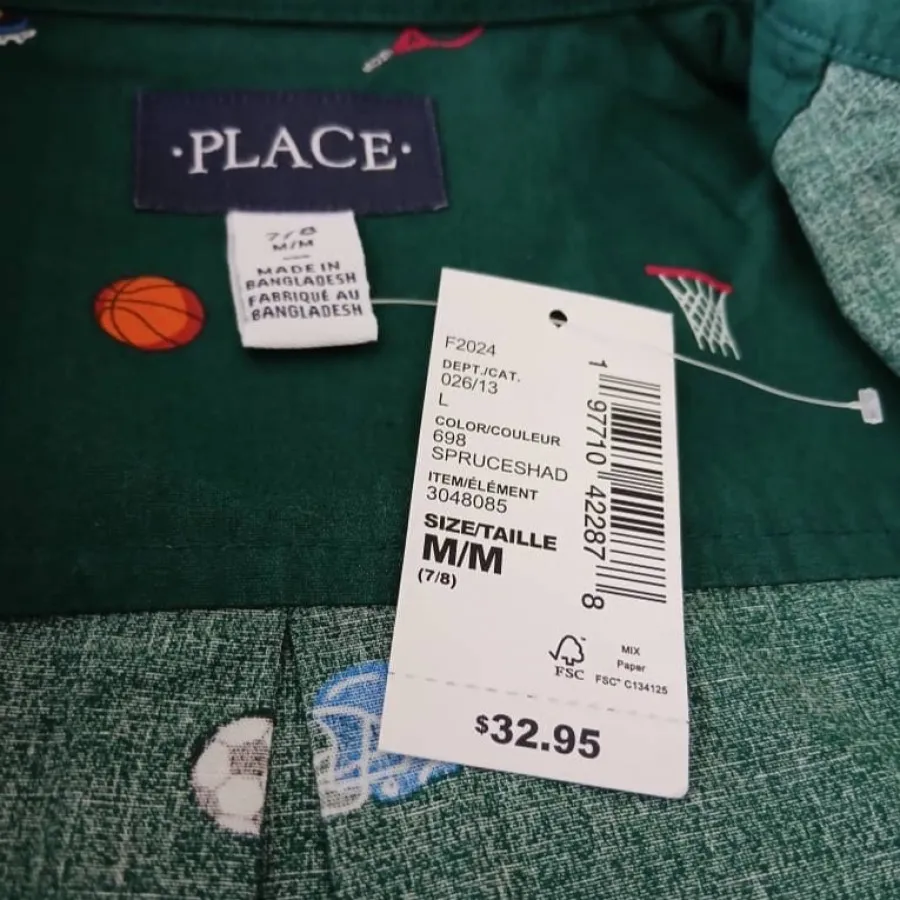 ·PLACE·
7/8
M/M
MADE IN
BANGLADESH
FABRIQUÉ AU
BANGLADESH
F2024
DEPT./CAT.
026/13
L
COLOR/COULEUR
698
SPRUCESHAD
ITEM/ÉLÉMENT
3048085
SIZE/TAILLE
M/M
(7/8)
1 97710 42287 8
FSC
MIX
Paper
FSC® C134125
$32.95